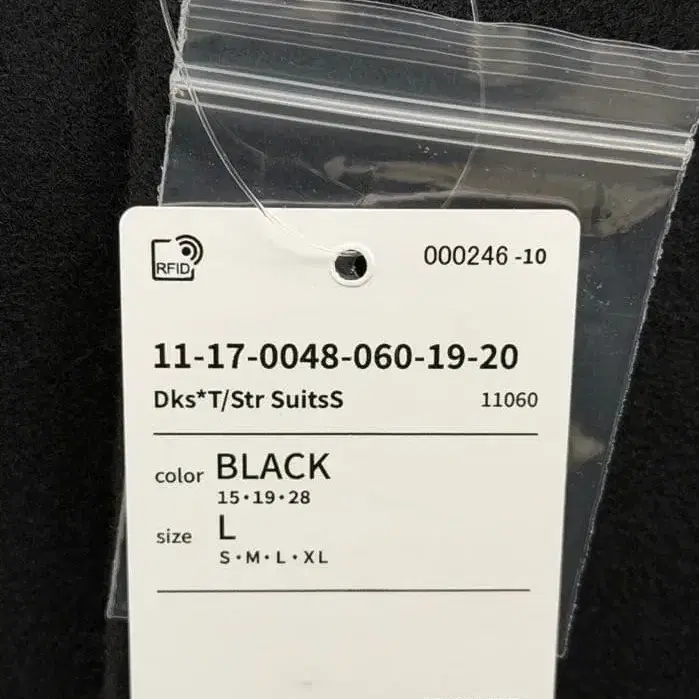 RFID
000246 -10
11-17-0048-060-19-20
Dks*T/Str SuitsS 11060
color BLACK
15・19・28
size L
S・M・L・XL